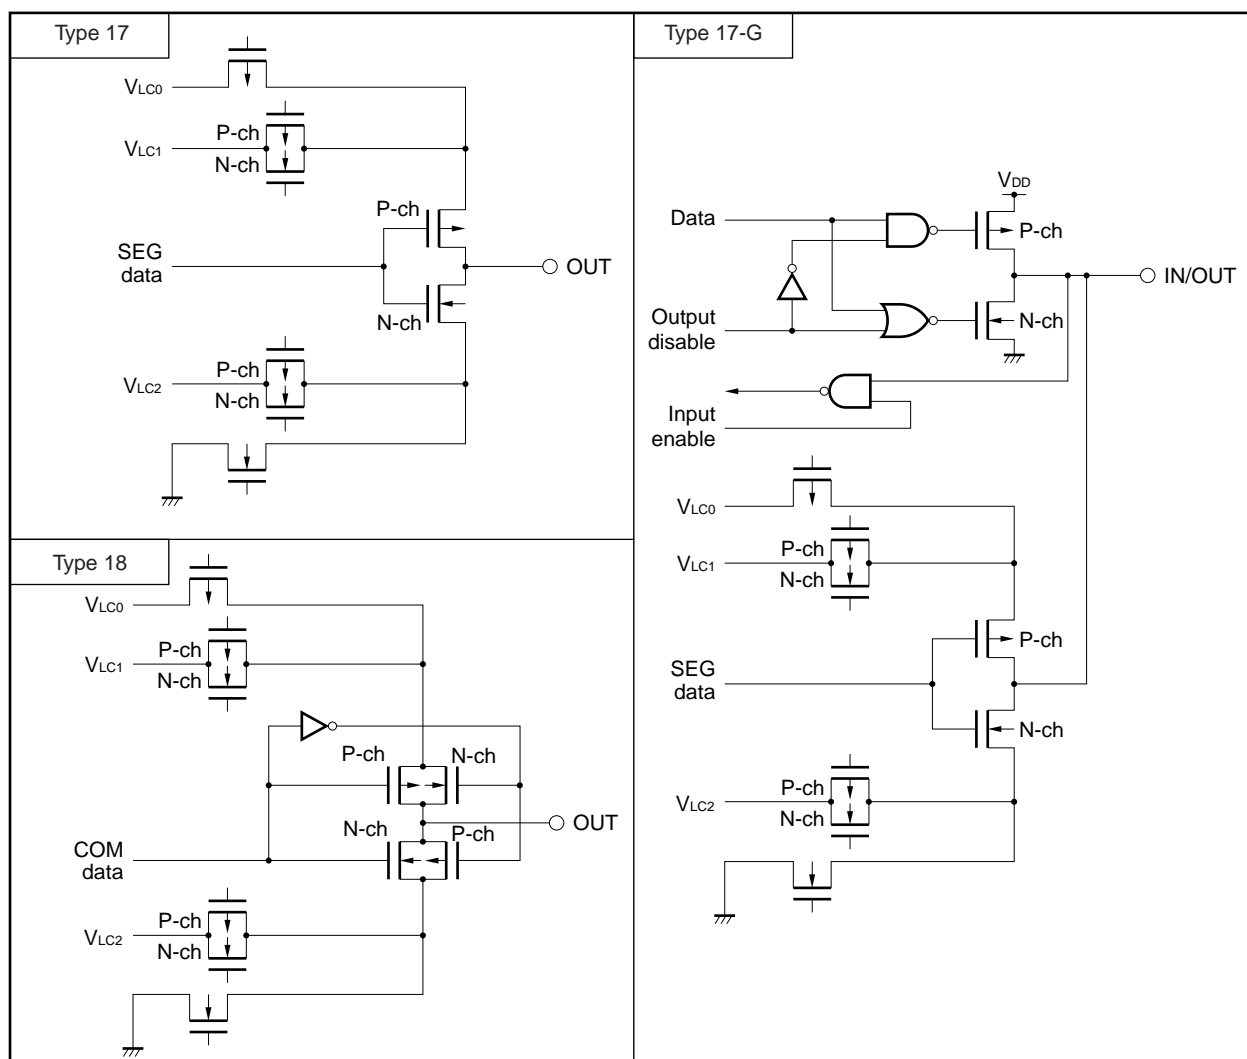 Type 17
VLC0
P-ch
VLC1
N-ch
P-ch
SEG
data
OUT
N-ch
P-ch
VLC2
N-ch
Type 18
VLC0
P-ch
VLC1
N-ch
P-ch
N-ch
N-ch
P-ch
OUT
COM
data
P-ch
VLC2
N-ch
Type 17-G
VDD
Data
P-ch
IN/OUT
Output
disable
N-ch
Input
enable
VLC0
P-ch
VLC1
N-ch
P-ch
SEG
data
N-ch
P-ch
VLC2
N-ch